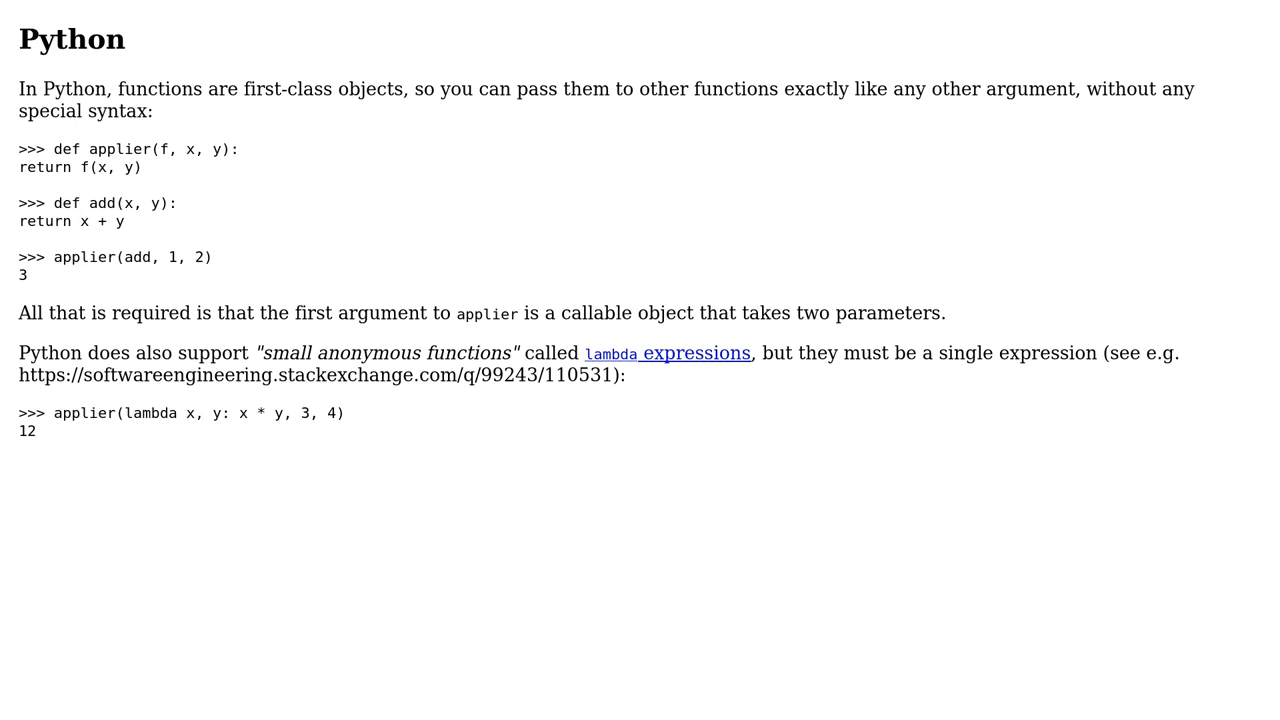 Python
In Python, functions are first-class objects, so you can pass them to other functions exactly like any other argument, without any
special syntax:
>>> def applier(f, x, y):
return f(x, y)
>>> def add(x, y):
return x + y
>>> applier(add, 1, 2)
3
All that is required is that the first argument to applier is a callable object that takes two parameters.
Python does also support "small anonymous functions" called lambda expressions, but they must be a single expression (see e.g.
https://softwareengineering.stackexchange.com/q/99243/110531):
>>> applier(lambda x, y: x * y, 3, 4)
12